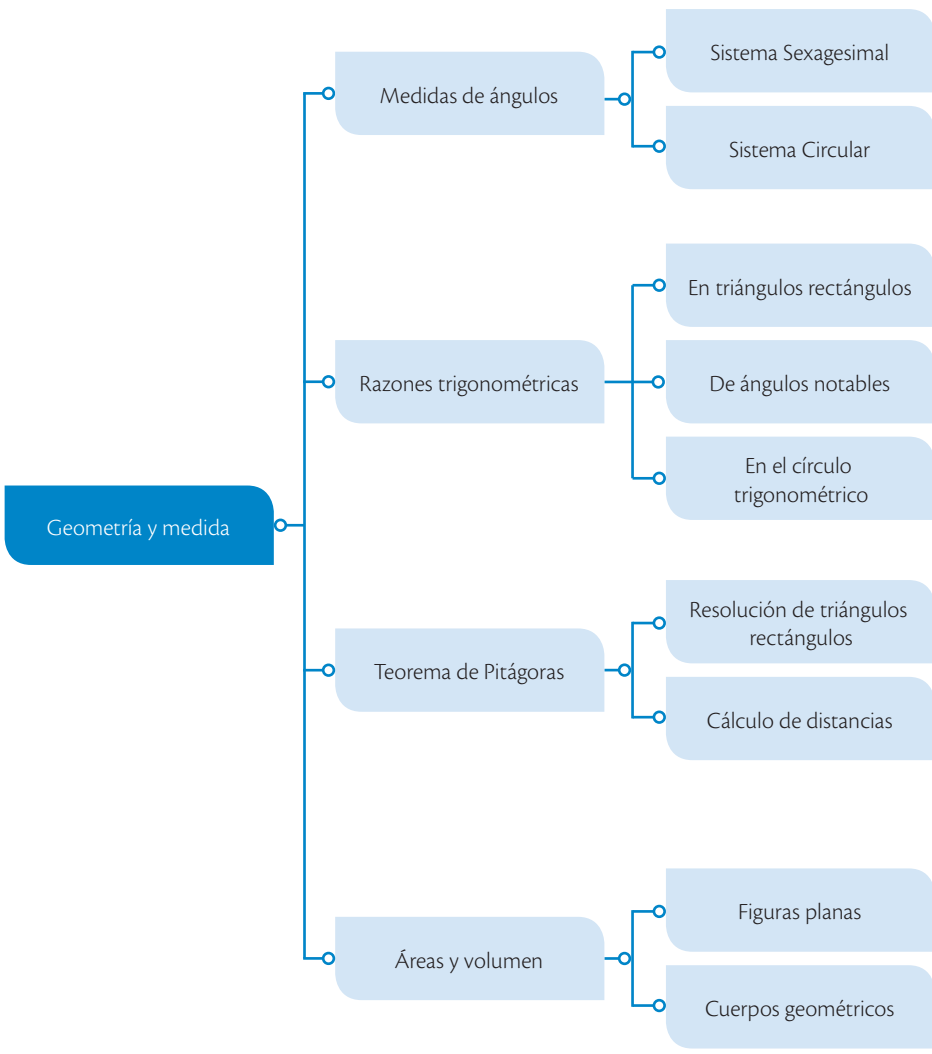 Geometría y medida
Medidas de ángulos
Sistema Sexagesimal
Sistema Circular
Razones trigonométricas
En triángulos rectángulos
De ángulos notables
En el círculo
trigonométrico
Teorema de Pitágoras
Resolución de triángulos
rectángulos
Cálculo de distancias
Áreas y volumen
Figuras planas
Cuerpos geométricos